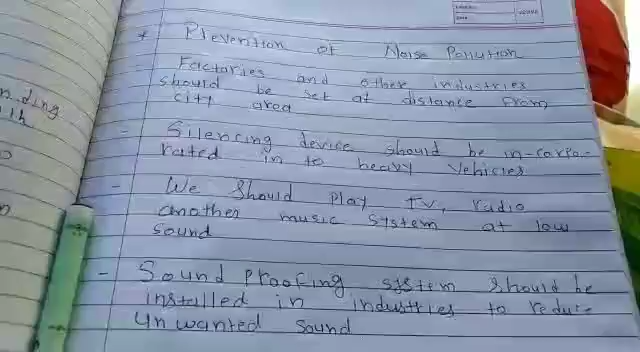 * Prevention of Noise Pollution
Factories and other industries
should be set at distance from
city area
- Silencing device should be in-corpo-
rated in to heavy vehicles
- We should play TV, radio
another music system at low
sound
- Sound proofing system should be
installed in industries to reduce
unwanted sound
nding